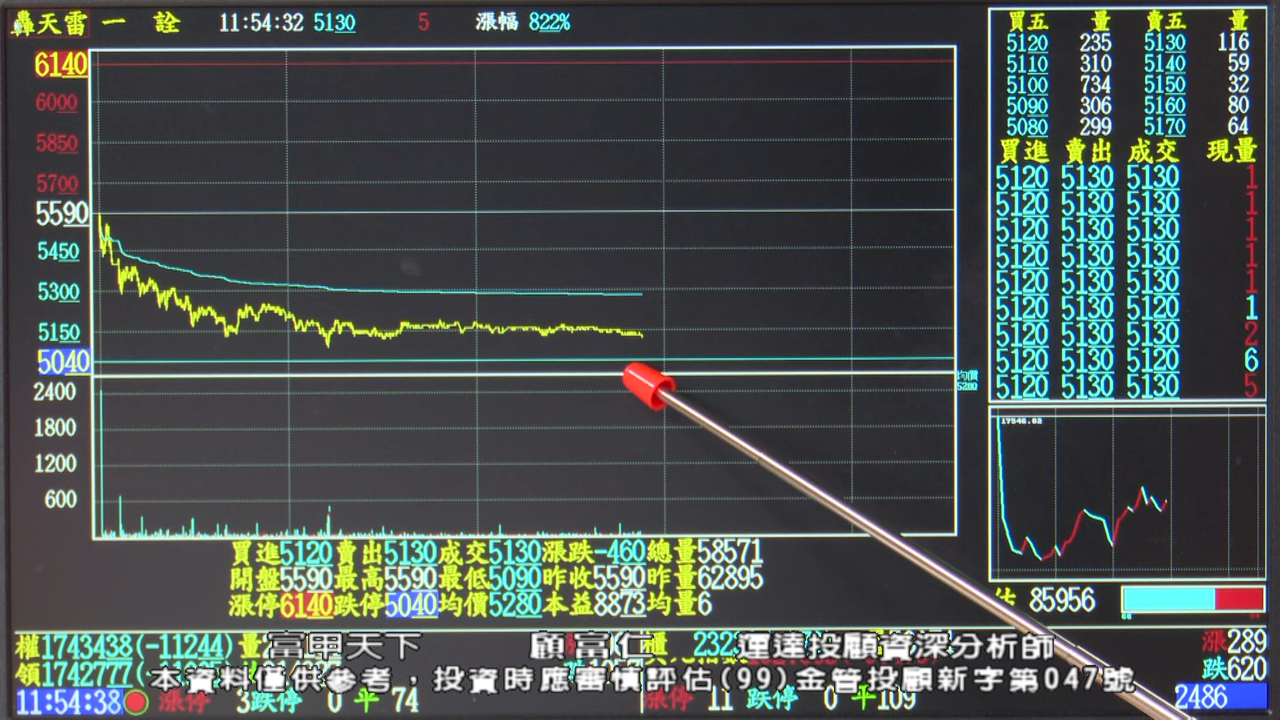 轟天雷 一 詮 11:54:32 5130 5 漲幅 822%
6140
6000
5850
5700
5590
5450
5300
5150
5040
2400
1800
1200
600
均價
5280
買進5120 賣出5130 成交5130 漲跌-460 總量58571
開盤5590 最高5590 最低5090 昨收5590 昨量62895
漲停6140 跌停5040 均價5280 本益8873 均量6
買五 量 賣五 量
5120 235 5130 116
5110 310 5140 59
5100 734 5150 32
5090 306 5160 80
5080 299 5170 64
買進 賣出 成交 現量
5120 5130 5130 1
5120 5130 5130 1
5120 5130 5130 1
5120 5130 5130 1
5120 5130 5130 1
5120 5130 5120 1
5120 5130 5130 2
5120 5130 5120 6
5120 5130 5130 5
17546.82
估 85956
權1743438(-11244) 量 櫃 232 漲289
領1742777 跌620
富甲天下 顧富仁 運達投顧資深分析師
本資料僅供參考，投資時應審慎評估(99)金管投顧新字第047號
11:54:38 漲停 3 跌停 0 平 74 漲停 11 跌停 0 平109 2486